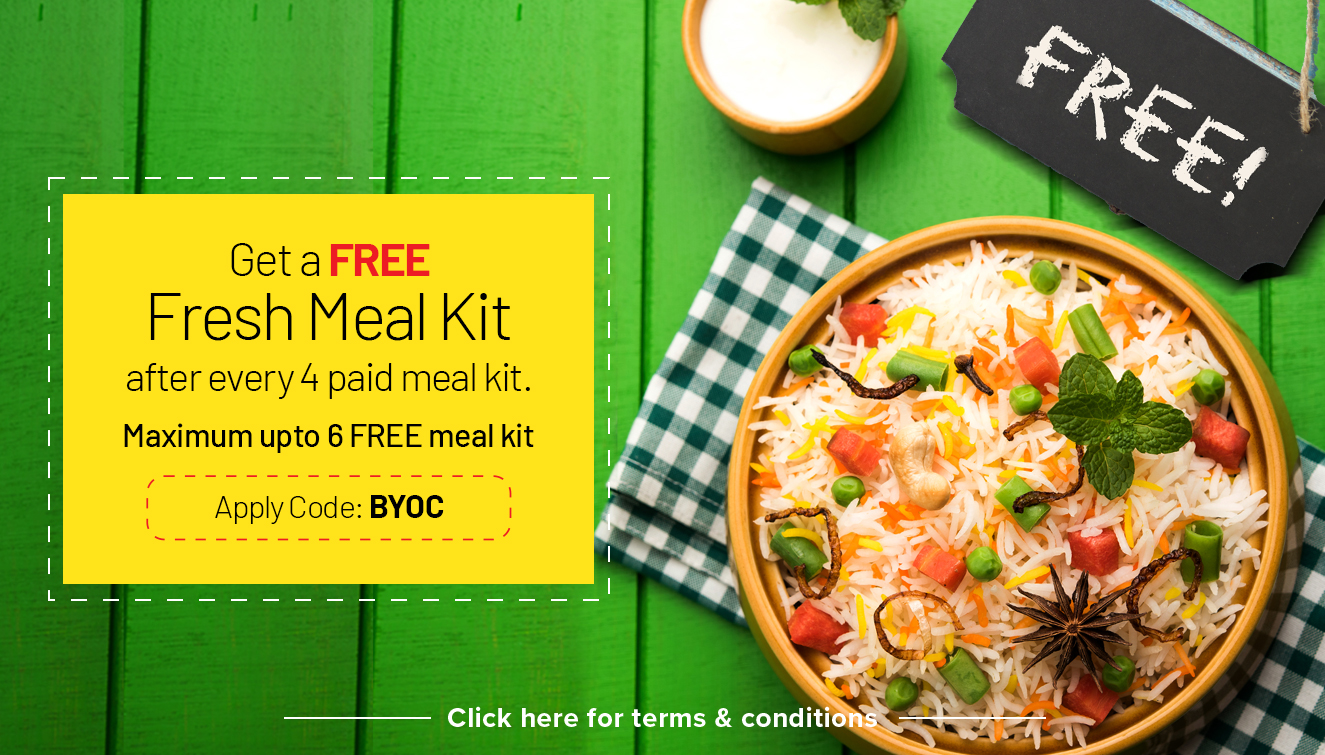 FREE!
Get a FREE
Fresh Meal Kit
after every 4 paid meal kit.
Maximum upto 6 FREE meal kit
Apply Code: BYOC
Click here for terms & conditions